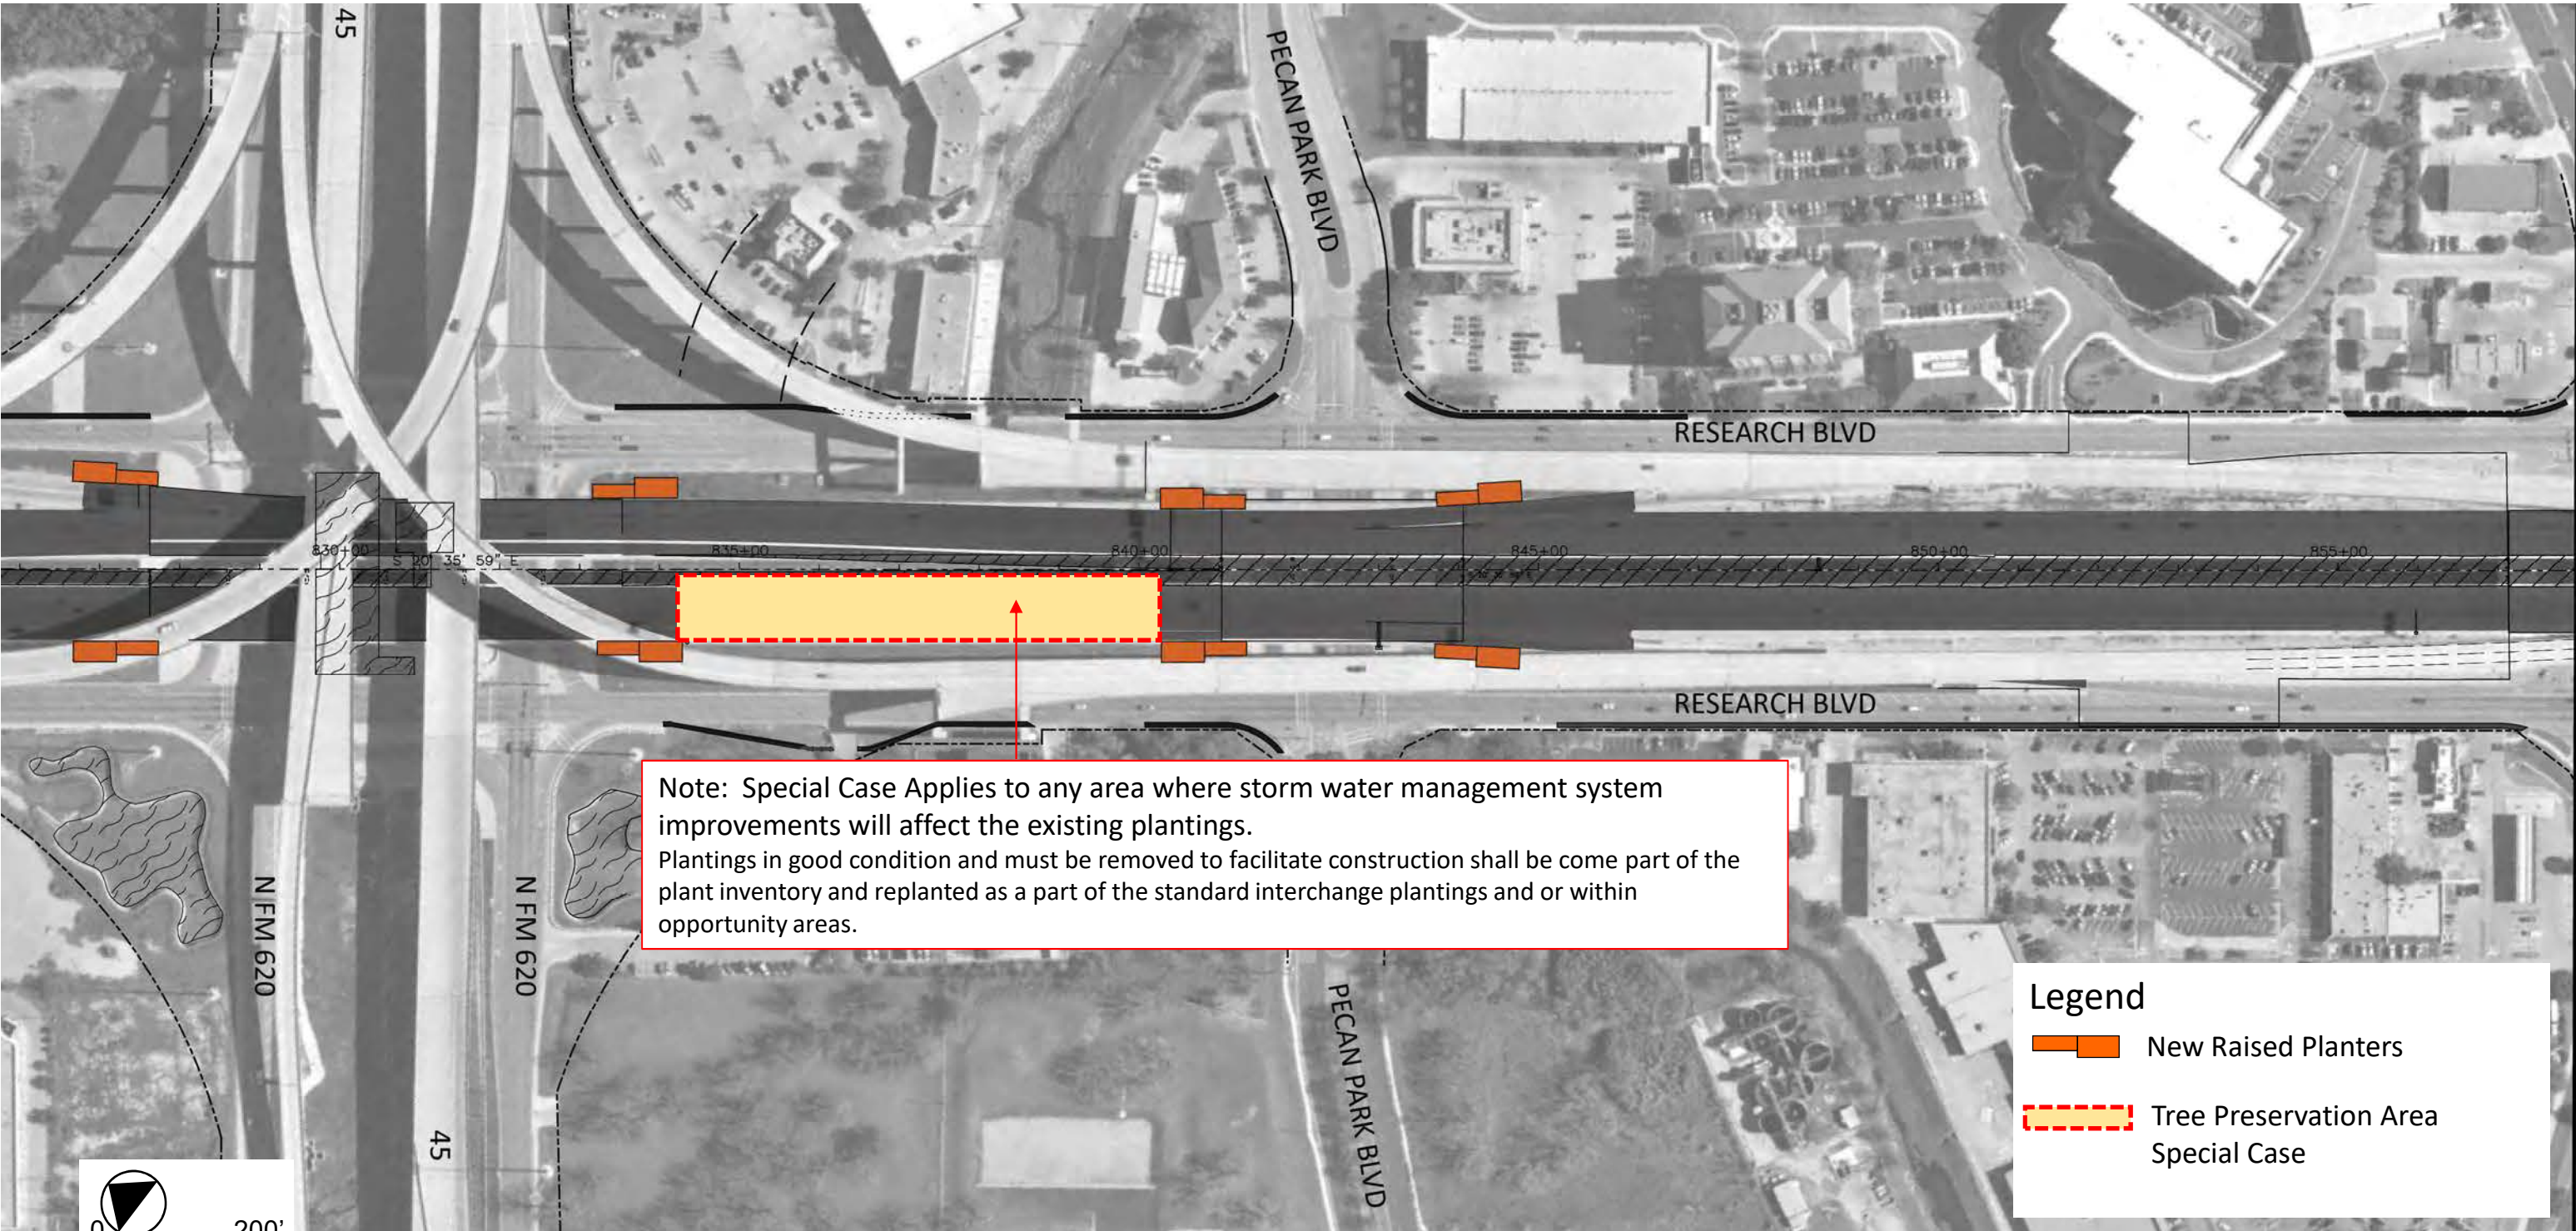 45
PECAN PARK BLVD
RESEARCH BLVD
830+00
835+00
840+00
845+00
850+00
855+00
S 20° 35' 59" E
RESEARCH BLVD
Note: Special Case Applies to any area where storm water management system
improvements will affect the existing plantings.
Plantings in good condition and must be removed to facilitate construction shall be come part of the
plant inventory and replanted as a part of the standard interchange plantings and or within
opportunity areas.
N FM 620
N FM 620
45
PECAN PARK BLVD
Legend
New Raised Planters
Tree Preservation Area
Special Case
0
200'